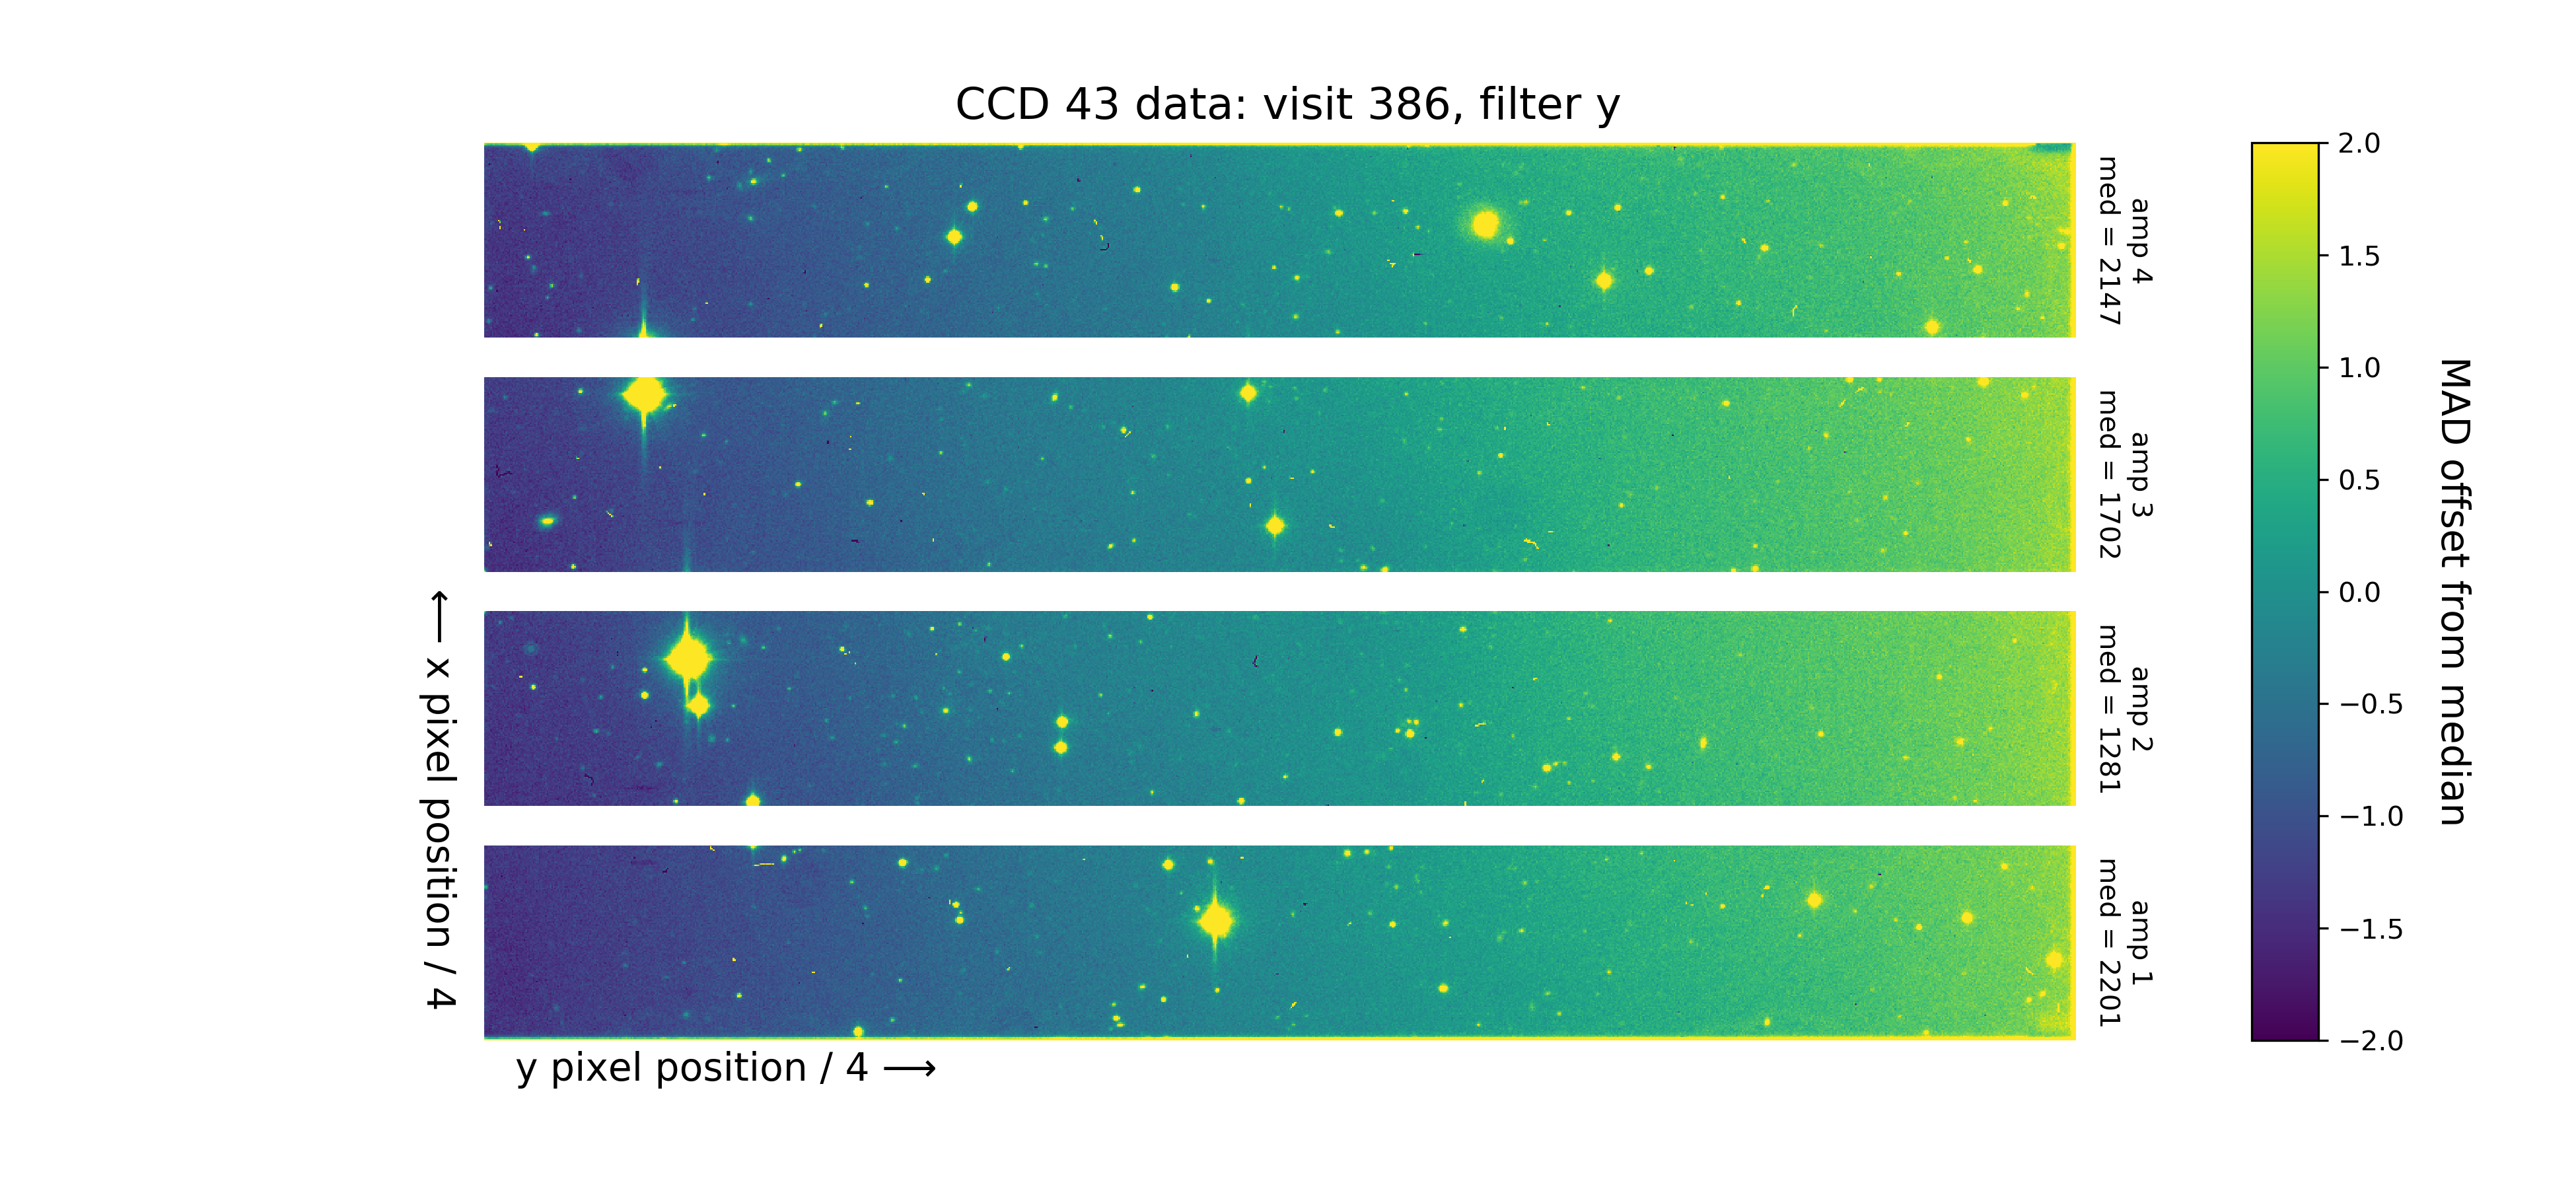 CCD 43 data: visit 386, filter y
amp 4
med = 2147
amp 3
med = 1702
amp 2
med = 1281
amp 1
med = 2201
x pixel position / 4 ⟶
y pixel position / 4 ⟶
2.0
1.5
1.0
0.5
0.0
−0.5
−1.0
−1.5
−2.0
MAD offset from median